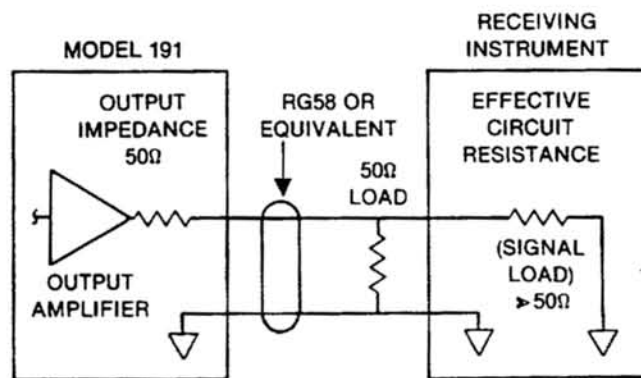 MODEL 191
OUTPUT
IMPEDANCE
50Ω
OUTPUT
AMPLIFIER
RG58 OR
EQUIVALENT
50Ω
LOAD
RECEIVING
INSTRUMENT
EFFECTIVE
CIRCUIT
RESISTANCE
(SIGNAL
LOAD)
>50Ω